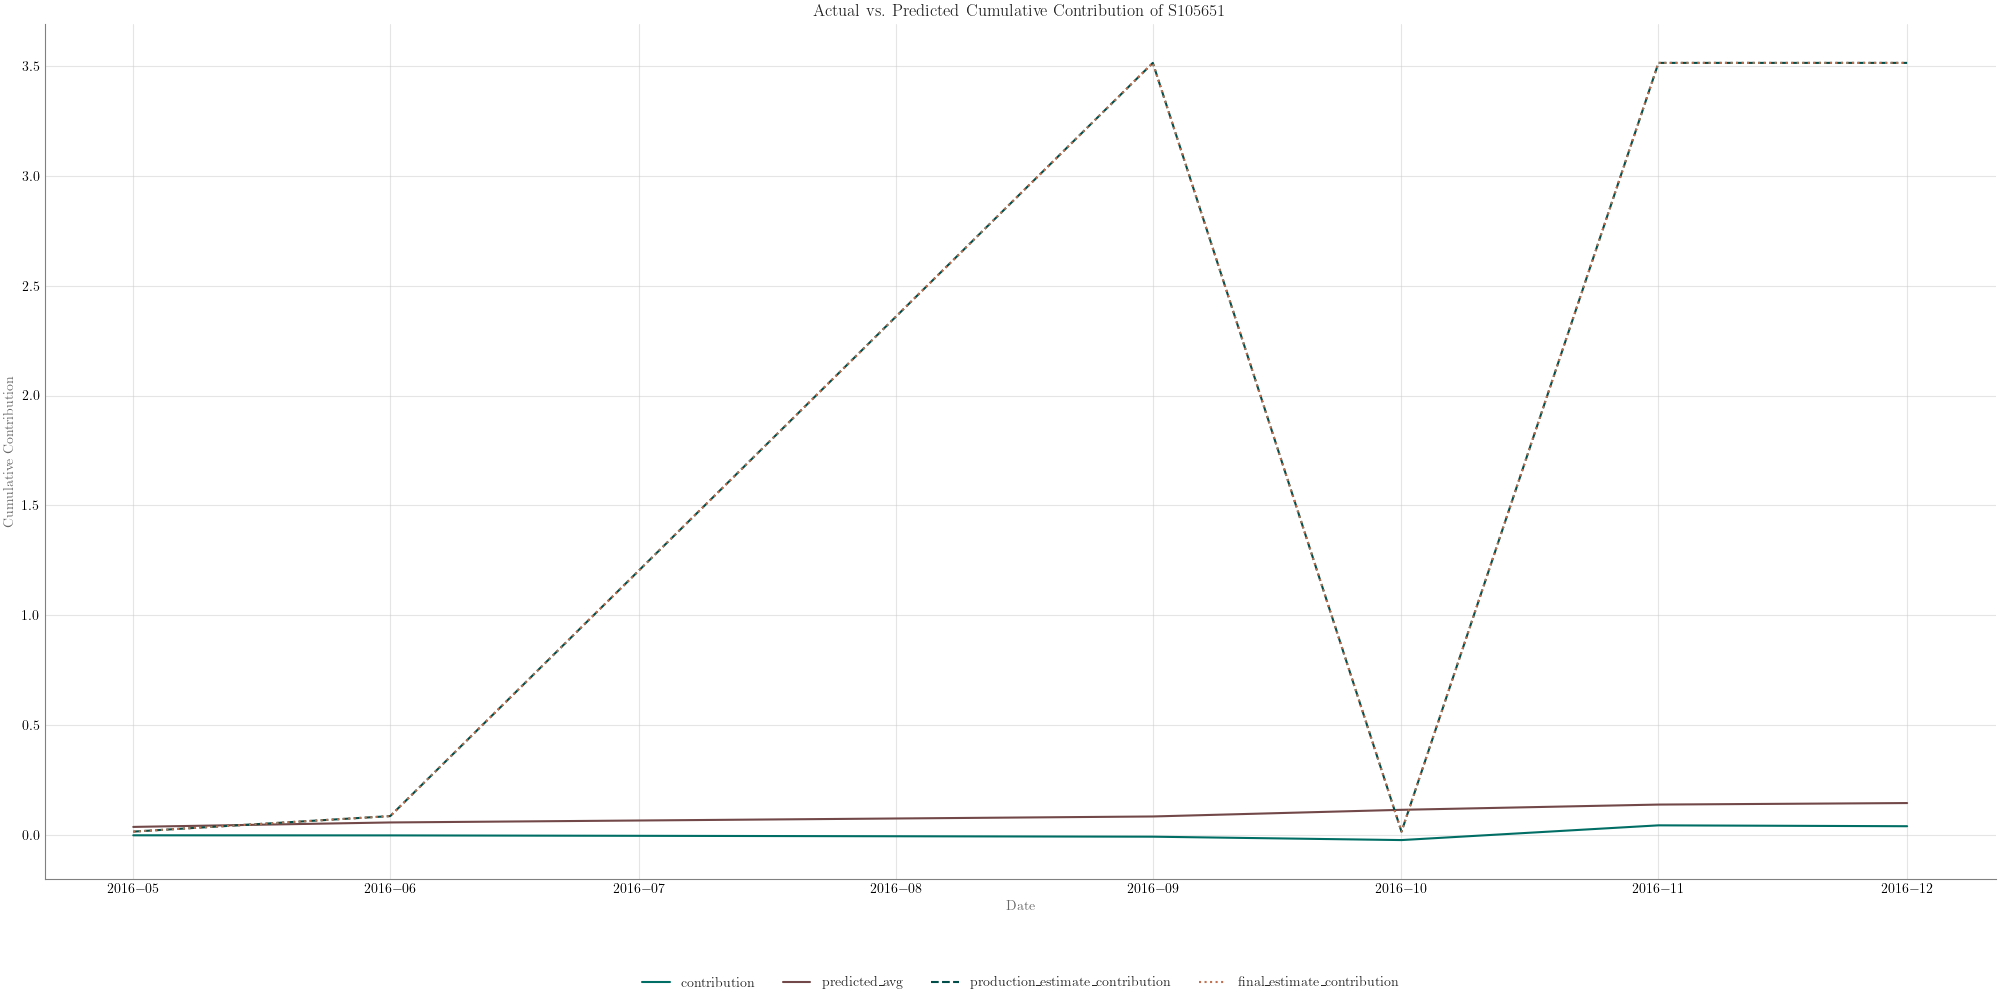 Actual vs. Predicted Cumulative Contribution of S105651
3.5
3.0
2.5
2.0
1.5
1.0
0.5
0.0
Cumulative Contribution
2016−05 2016−06 2016−07 2016−08 2016−09 2016−10 2016−11 2016−12
Date
contribution predicted_avg production_estimate_contribution final_estimate_contribution